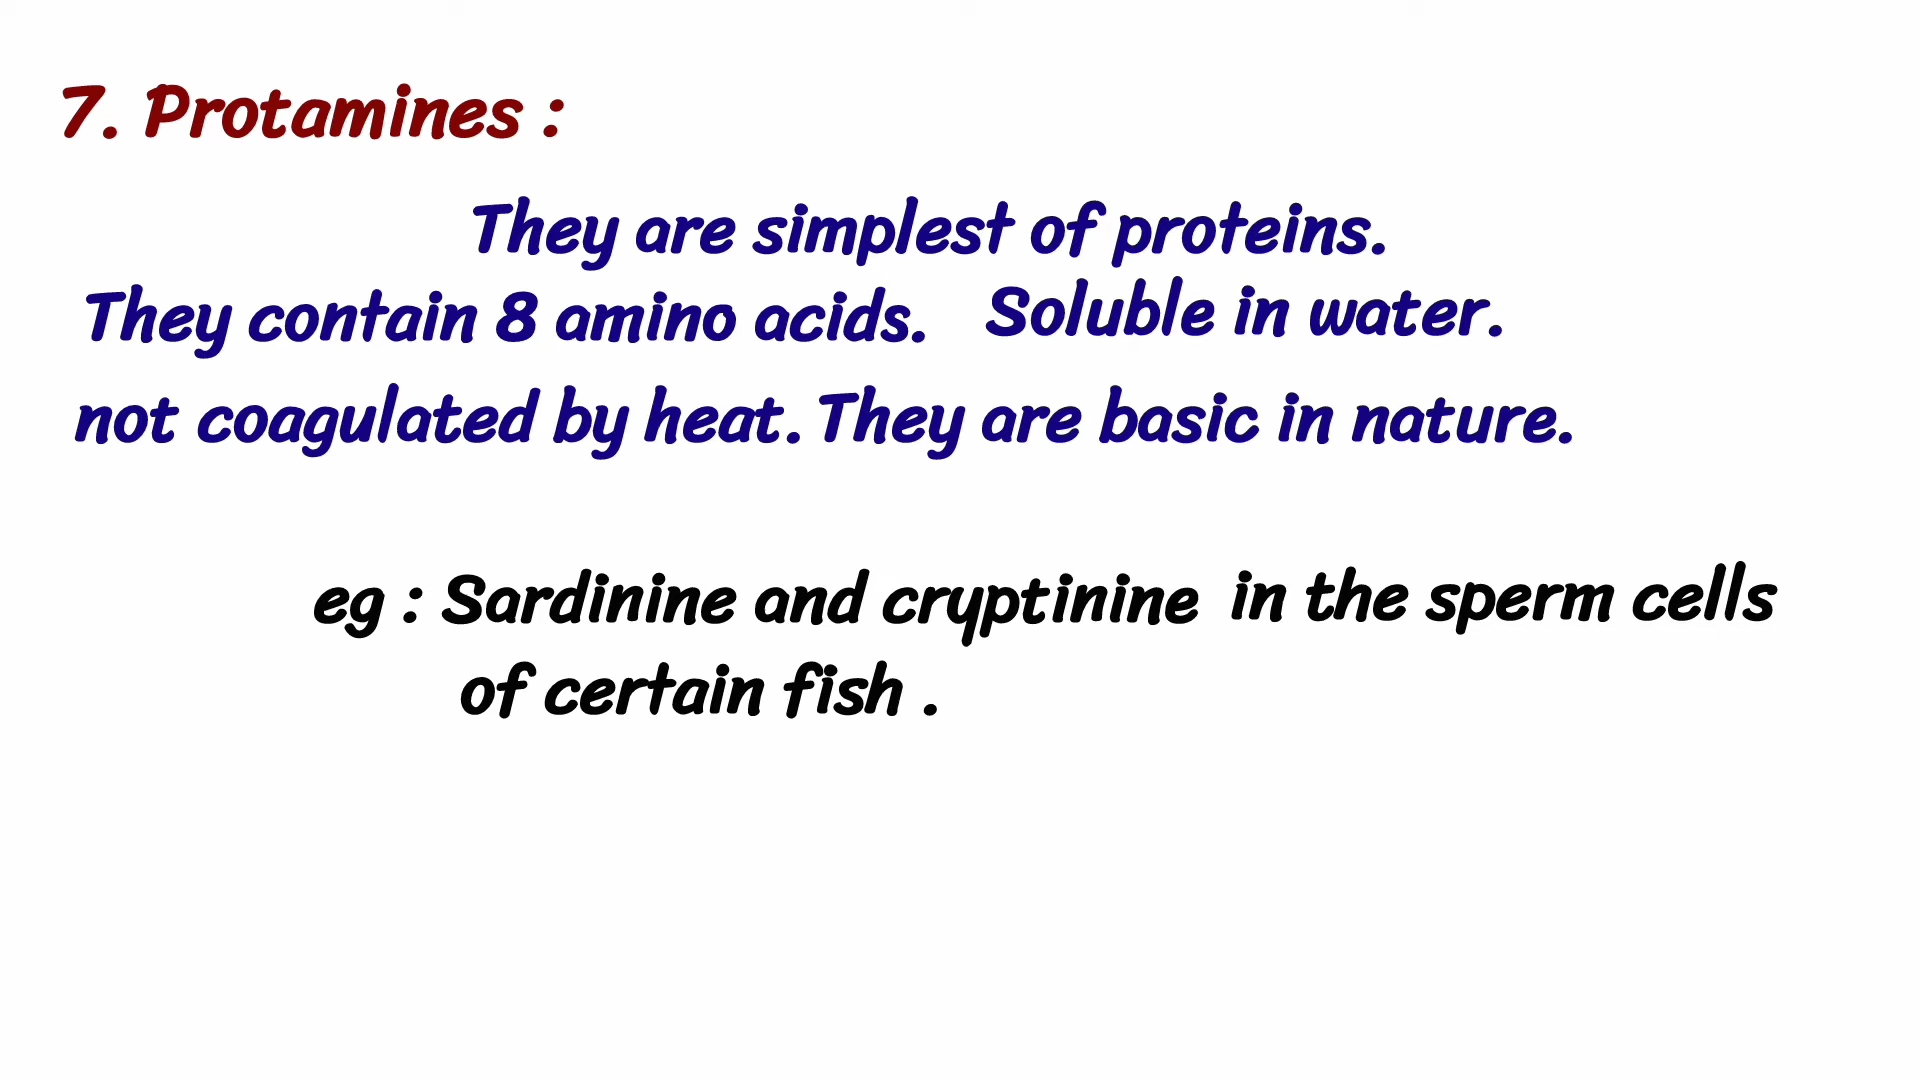 7. Protamines :
They are simplest of proteins.
They contain 8 amino acids. Soluble in water.
not coagulated by heat. They are basic in nature.
eg : Sardinine and cryptinine in the sperm cells
of certain fish .